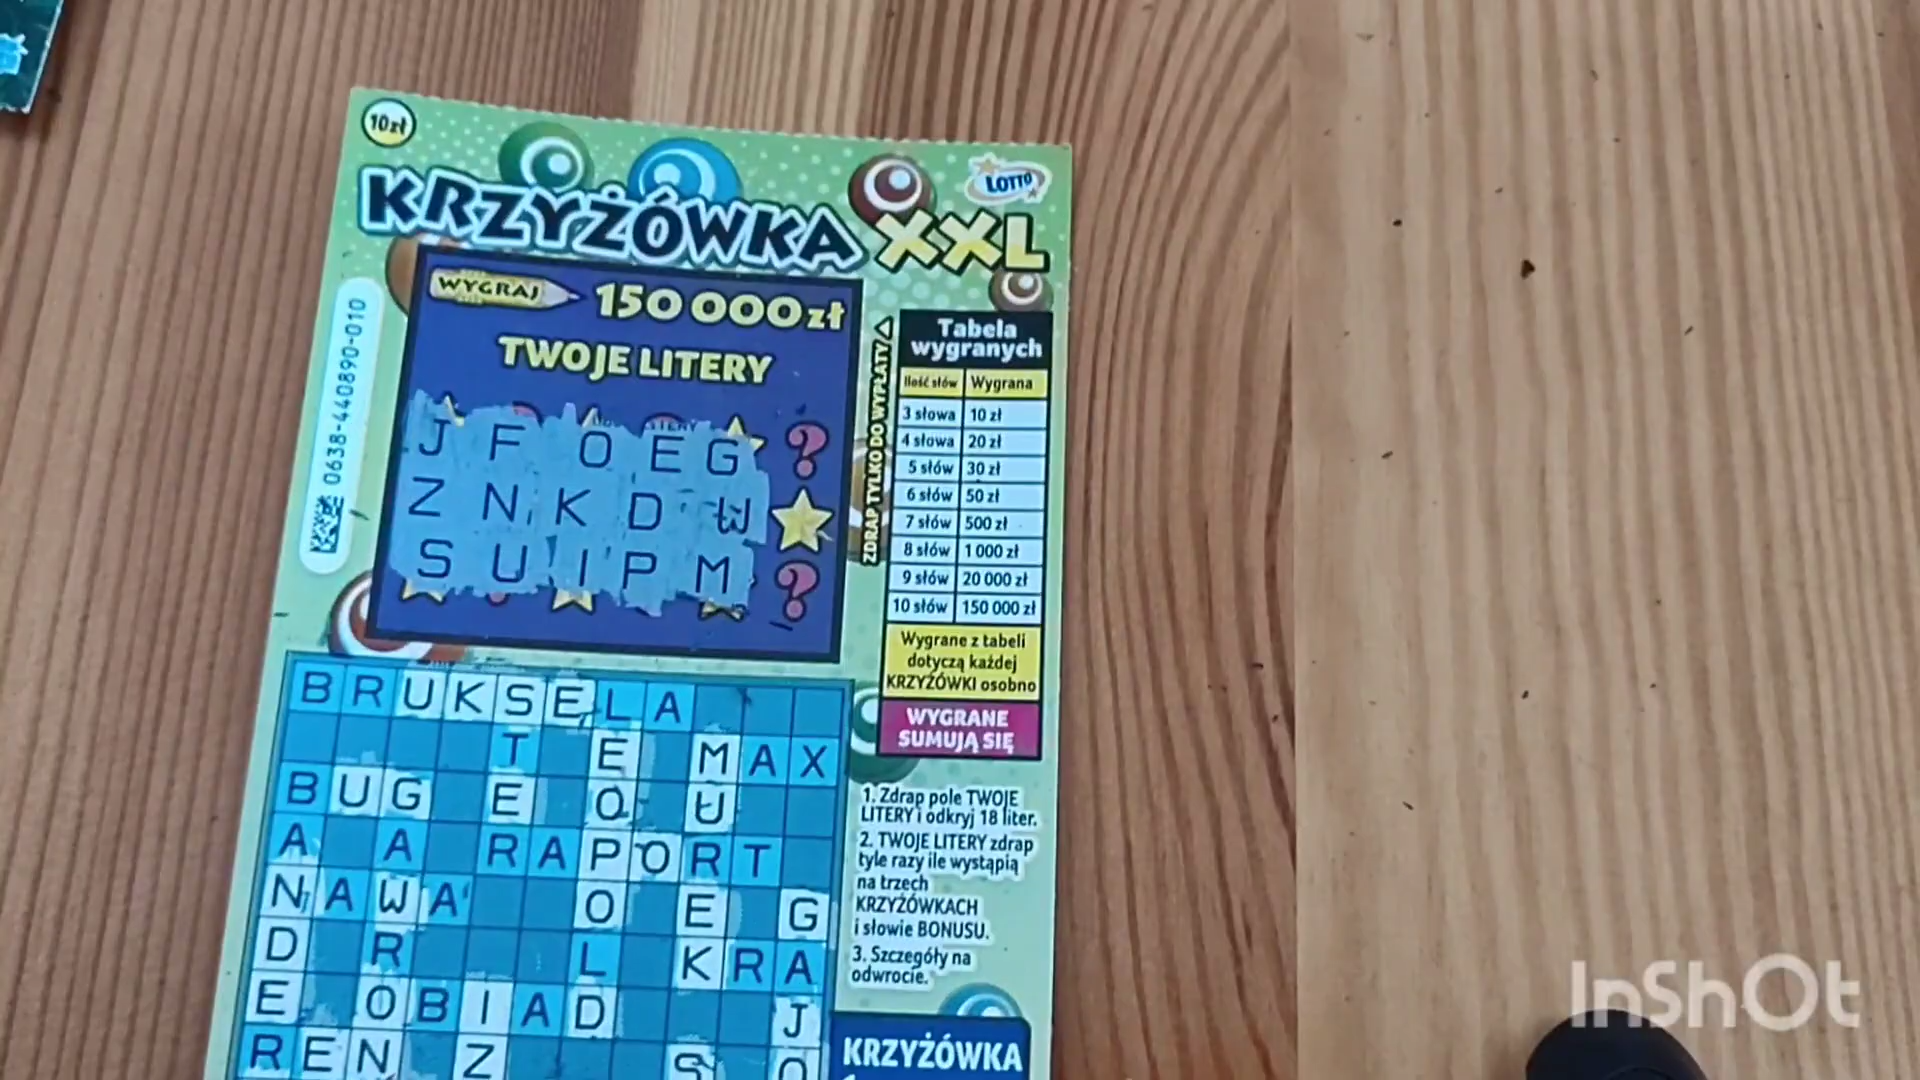 10zł
KRZYŻÓWKA XXL
LOTTO
WYGRAJ 150 000 zł
TWOJE LITERY
J F O E G
Z N K D W
S U I P M
0638-440890-010
ZDRAP TYLKO DO WYPŁATY
Tabela
wygranych
Ilość słów Wygrana
3 słowa 10 zł
4 słowa 20 zł
5 słów 30 zł
6 słów 50 zł
7 słów 500 zł
8 słów 1 000 zł
9 słów 20 000 zł
10 słów 150 000 zł
Wygrane z tabeli
dotyczą każdej
KRZYŻÓWKI osobno
WYGRANE
SUMUJĄ SIĘ
BRUKSELA
T E MAX
BUG E O U
A A RAPORT
NAWA O E G
D R L KRA
E OBIAD J
REN Z S O
1. Zdrap pole TWOJE
LITERY i odkryj 18 liter.
2. TWOJE LITERY zdrap
tyle razy ile wystąpią
na trzech
KRZYŻÓWKACH
i słowie BONUSU.
3. Szczegóły na
odwrocie.
KRZYŻÓWKA
InShOt